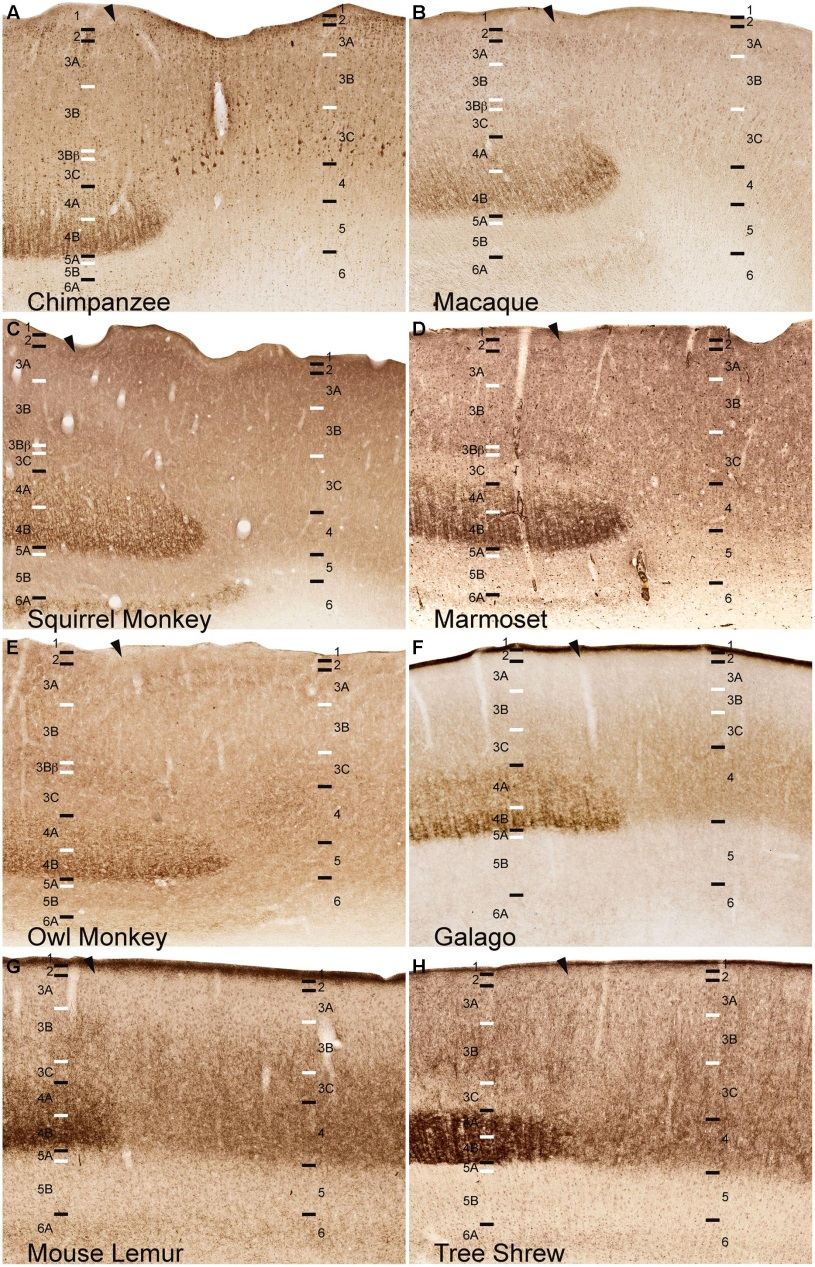 A
1
2
3A
3B
3Bβ
3C
4A
4B
5A
5B
6A
1
2
3A
3B
3C
4
5
6
Chimpanzee
B
1
2
3A
3B
3Bβ
3C
4A
4B
5A
5B
6A
1
2
3A
3B
3C
4
5
6
Macaque
C
1
2
3A
3B
3Bβ
3C
4A
4B
5A
5B
6A
1
2
3A
3B
3C
4
5
6
Squirrel Monkey
D
1
2
3A
3B
3Bβ
3C
4A
4B
5A
5B
6A
1
2
3A
3B
3C
4
5
6
Marmoset
E
1
2
3A
3B
3Bβ
3C
4A
4B
5A
5B
6A
1
2
3A
3B
3C
4
5
6
Owl Monkey
F
1
2
3A
3B
3C
4A
4B
5A
5B
6A
1
2
3A
3B
3C
4
5
6
Galago
G
1
2
3A
3B
3C
4A
4B
5A
5B
6A
1
2
3A
3B
3C
4
5
6
Mouse Lemur
H
1
2
3A
3B
3C
4A
4B
5A
5B
6A
1
2
3A
3B
3C
4
5
6
Tree Shrew